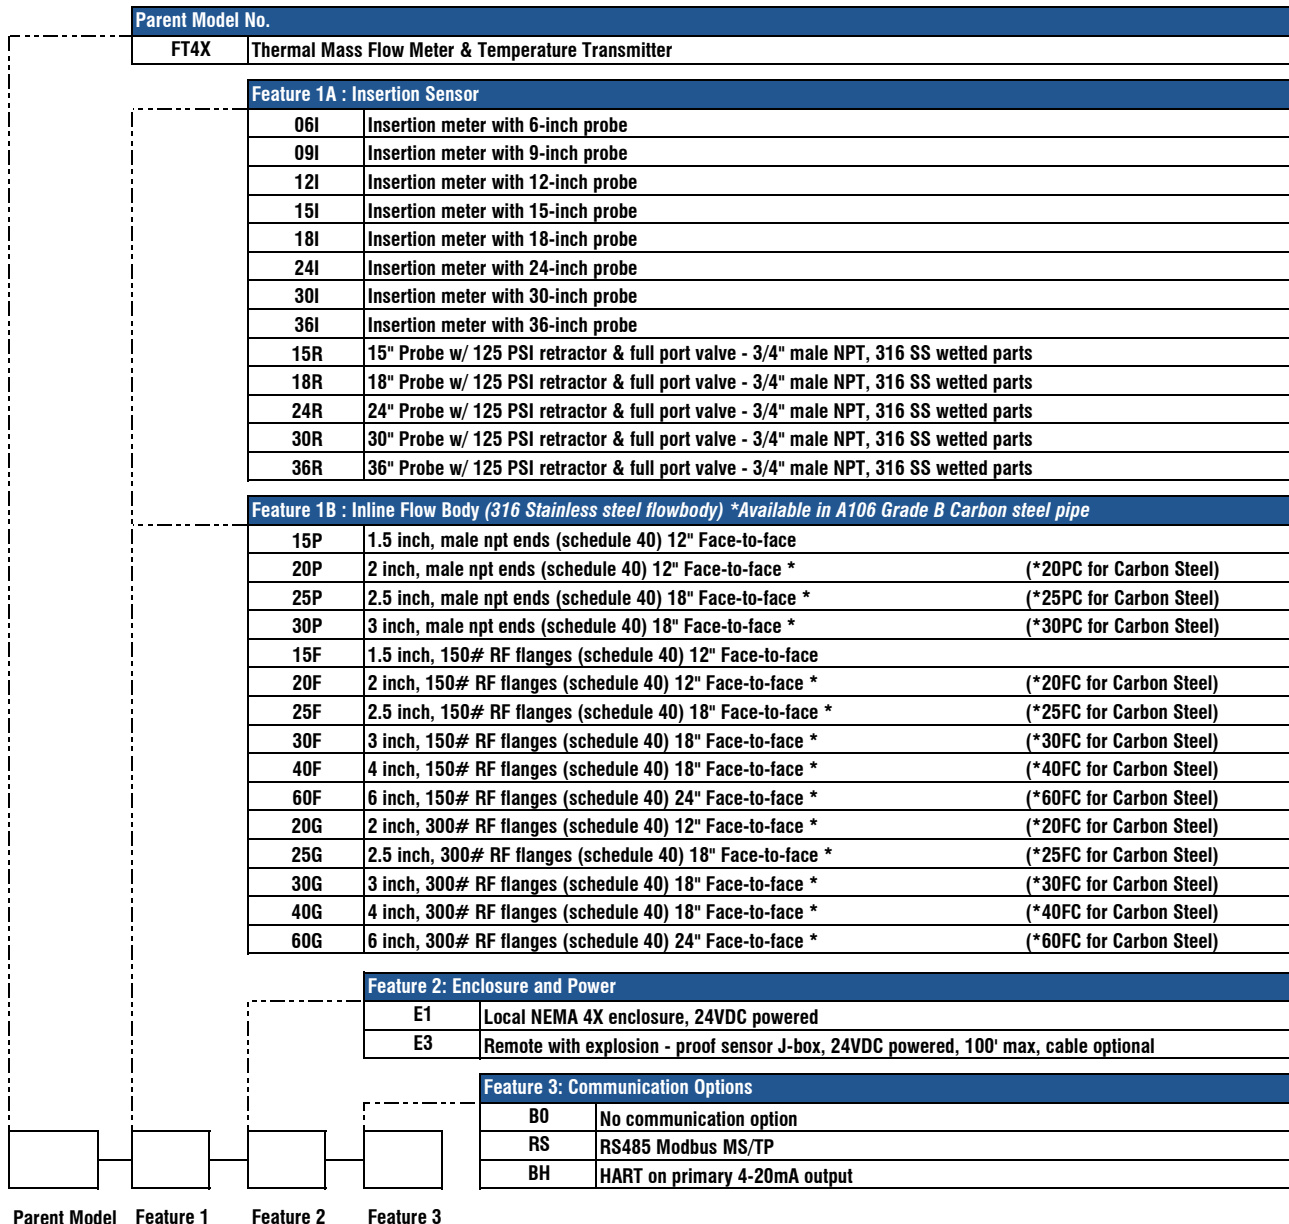 Parent Model No.
FT4X Thermal Mass Flow Meter & Temperature Transmitter
Feature 1A : Insertion Sensor
06I Insertion meter with 6-inch probe
09I Insertion meter with 9-inch probe
12I Insertion meter with 12-inch probe
15I Insertion meter with 15-inch probe
18I Insertion meter with 18-inch probe
24I Insertion meter with 24-inch probe
30I Insertion meter with 30-inch probe
36I Insertion meter with 36-inch probe
15R 15" Probe w/ 125 PSI retractor & full port valve - 3/4" male NPT, 316 SS wetted parts
18R 18" Probe w/ 125 PSI retractor & full port valve - 3/4" male NPT, 316 SS wetted parts
24R 24" Probe w/ 125 PSI retractor & full port valve - 3/4" male NPT, 316 SS wetted parts
30R 30" Probe w/ 125 PSI retractor & full port valve - 3/4" male NPT, 316 SS wetted parts
36R 36" Probe w/ 125 PSI retractor & full port valve - 3/4" male NPT, 316 SS wetted parts
Feature 1B : Inline Flow Body (316 Stainless steel flowbody) *Available in A106 Grade B Carbon steel pipe
15P 1.5 inch, male npt ends (schedule 40) 12" Face-to-face
20P 2 inch, male npt ends (schedule 40) 12" Face-to-face * (*20PC for Carbon Steel)
25P 2.5 inch, male npt ends (schedule 40) 18" Face-to-face * (*25PC for Carbon Steel)
30P 3 inch, male npt ends (schedule 40) 18" Face-to-face * (*30PC for Carbon Steel)
15F 1.5 inch, 150# RF flanges (schedule 40) 12" Face-to-face
20F 2 inch, 150# RF flanges (schedule 40) 12" Face-to-face * (*20FC for Carbon Steel)
25F 2.5 inch, 150# RF flanges (schedule 40) 18" Face-to-face * (*25FC for Carbon Steel)
30F 3 inch, 150# RF flanges (schedule 40) 18" Face-to-face * (*30FC for Carbon Steel)
40F 4 inch, 150# RF flanges (schedule 40) 18" Face-to-face * (*40FC for Carbon Steel)
60F 6 inch, 150# RF flanges (schedule 40) 24" Face-to-face * (*60FC for Carbon Steel)
20G 2 inch, 300# RF flanges (schedule 40) 12" Face-to-face * (*20FC for Carbon Steel)
25G 2.5 inch, 300# RF flanges (schedule 40) 18" Face-to-face * (*25FC for Carbon Steel)
30G 3 inch, 300# RF flanges (schedule 40) 18" Face-to-face * (*30FC for Carbon Steel)
40G 4 inch, 300# RF flanges (schedule 40) 18" Face-to-face * (*40FC for Carbon Steel)
60G 6 inch, 300# RF flanges (schedule 40) 24" Face-to-face * (*60FC for Carbon Steel)
Feature 2: Enclosure and Power
E1 Local NEMA 4X enclosure, 24VDC powered
E3 Remote with explosion - proof sensor J-box, 24VDC powered, 100' max, cable optional
Feature 3: Communication Options
B0 No communication option
RS RS485 Modbus MS/TP
BH HART on primary 4-20mA output
Parent Model Feature 1 Feature 2 Feature 3